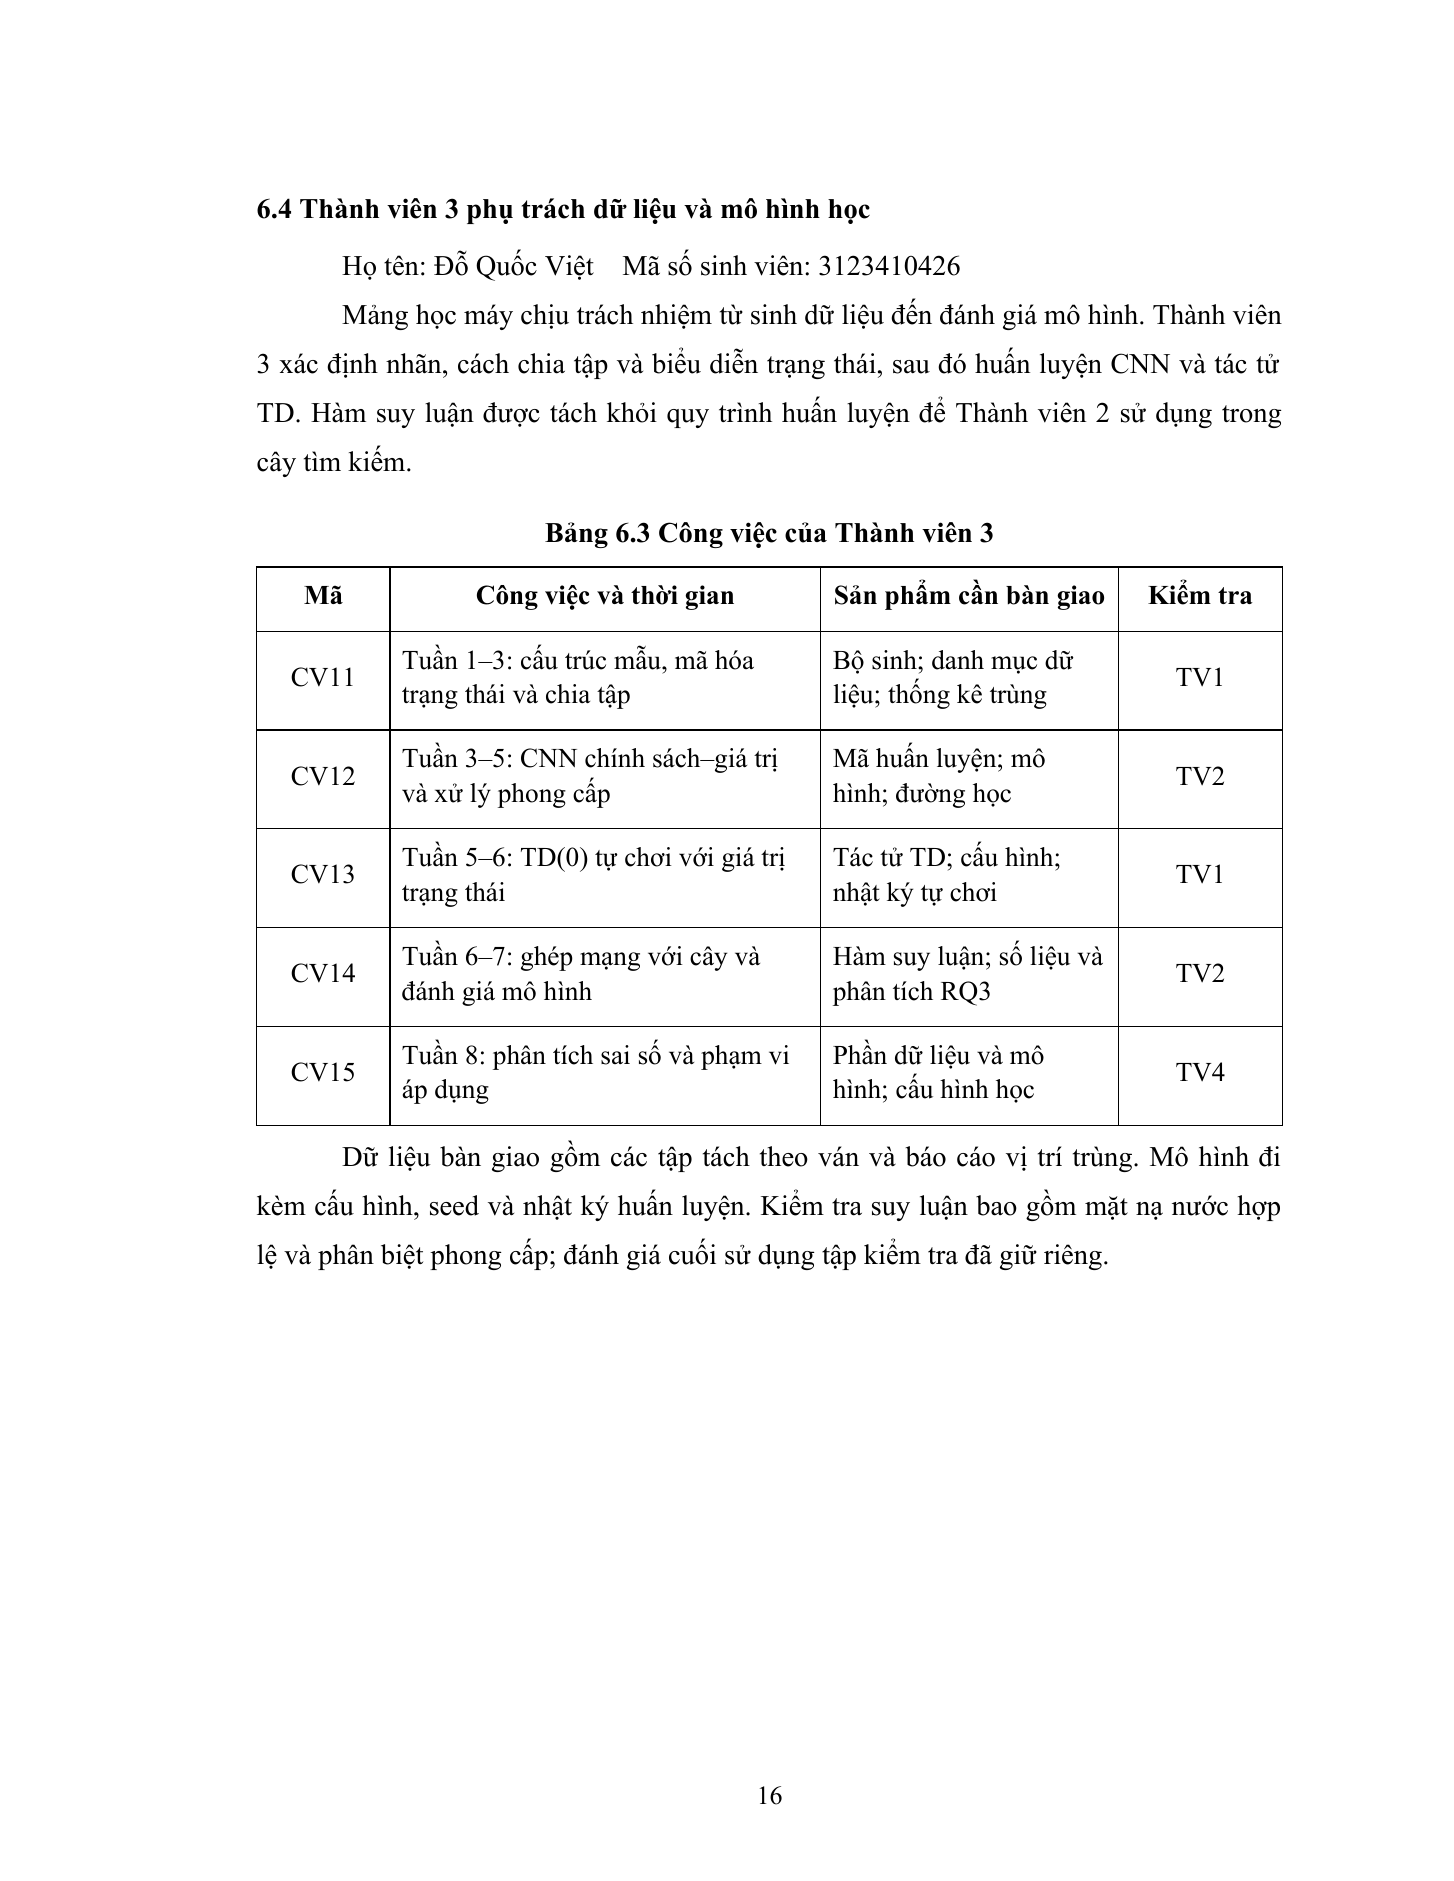 6.4 Thành viên 3 phụ trách dữ liệu và mô hình học
Họ tên: Đỗ Quốc Việt    Mã số sinh viên: 3123410426
Mảng học máy chịu trách nhiệm từ sinh dữ liệu đến đánh giá mô hình. Thành viên
3 xác định nhãn, cách chia tập và biểu diễn trạng thái, sau đó huấn luyện CNN và tác tử
TD. Hàm suy luận được tách khỏi quy trình huấn luyện để Thành viên 2 sử dụng trong
cây tìm kiếm.
Bảng 6.3 Công việc của Thành viên 3
Mã Công việc và thời gian Sản phẩm cần bàn giao Kiểm tra
CV11
Tuần 1–3: cấu trúc mẫu, mã hóa
trạng thái và chia tập
Bộ sinh; danh mục dữ
liệu; thống kê trùng
TV1
CV12
Tuần 3–5: CNN chính sách–giá trị
và xử lý phong cấp
Mã huấn luyện; mô
hình; đường học
TV2
CV13
Tuần 5–6: TD(0) tự chơi với giá trị
trạng thái
Tác tử TD; cấu hình;
nhật ký tự chơi
TV1
CV14
Tuần 6–7: ghép mạng với cây và
đánh giá mô hình
Hàm suy luận; số liệu và
phân tích RQ3
TV2
CV15
Tuần 8: phân tích sai số và phạm vi
áp dụng
Phần dữ liệu và mô
hình; cấu hình học
TV4
Dữ liệu bàn giao gồm các tập tách theo ván và báo cáo vị trí trùng. Mô hình đi
kèm cấu hình, seed và nhật ký huấn luyện. Kiểm tra suy luận bao gồm mặt nạ nước hợp
lệ và phân biệt phong cấp; đánh giá cuối sử dụng tập kiểm tra đã giữ riêng.
16